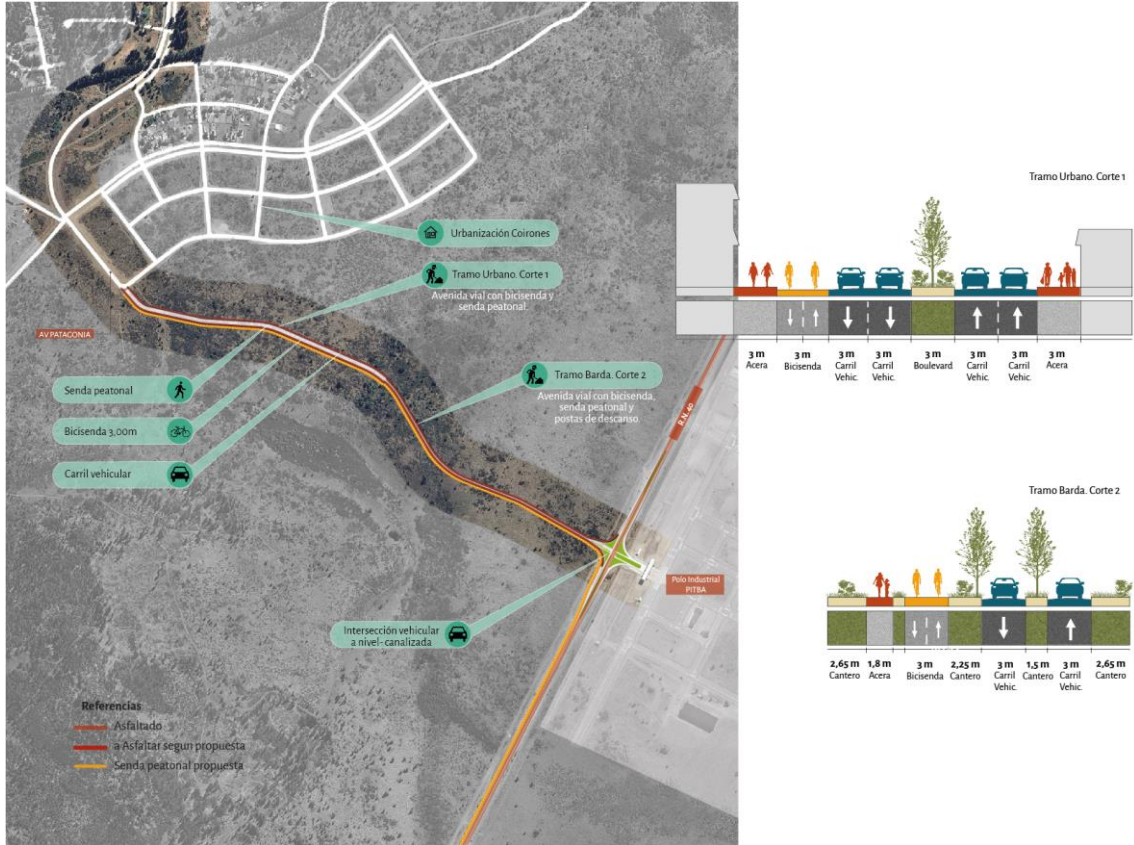 Urbanización Coirones
Tramo Urbano. Corte 1
Avenida vial con bicisenda y
senda peatonal.
AV PATAGONIA
Senda peatonal
Bicisenda 3,00m
Carril vehicular
Tramo Barda. Corte 2
Avenida vial con bicisenda,
senda peatonal y
postas de descanso.
R.N. 40
Polo Industrial
PITBA
Intersección vehicular
a nivel-canalizada
Referencias
Asfaltado
a Asfaltar segun propuesta
Senda peatonal propuesta
Tramo Urbano. Corte 1
3 m 3 m 3 m 3 m 3 m 3 m 3 m 3 m
Acera Bicisenda Carril Carril Boulevard Carril Carril Acera
Vehic. Vehic. Vehic. Vehic.
Tramo Barda. Corte 2
2,65 m 1,8 m 3 m 2,25 m 3 m 1,5 m 3 m 2,65 m
Cantero Acera Bicisenda Cantero Carril Cantero Carril Cantero
Vehic. Vehic.